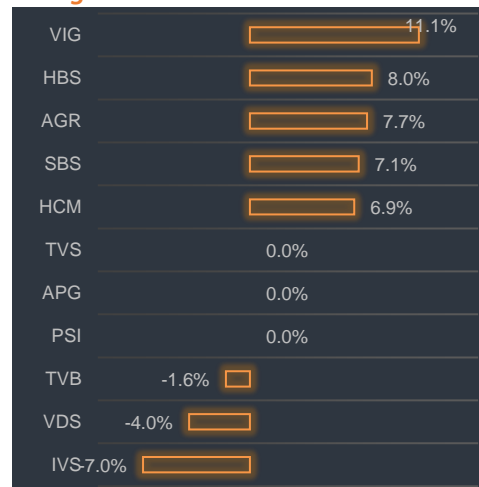 VIG 11.1%
HBS 8.0%
AGR 7.7%
SBS 7.1%
HCM 6.9%
TVS 0.0%
APG 0.0%
PSI 0.0%
TVB -1.6%
VDS -4.0%
IVS -7.0%